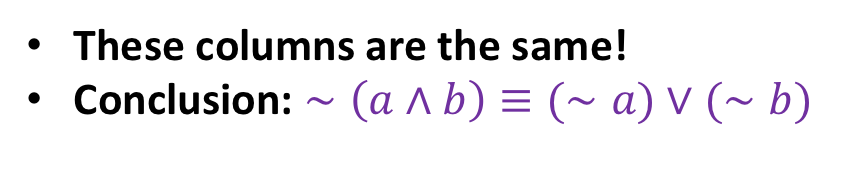 • These columns are the same!
• Conclusion: ~ (a ∧ b) ≡ (~ a) ∨ (~ b)